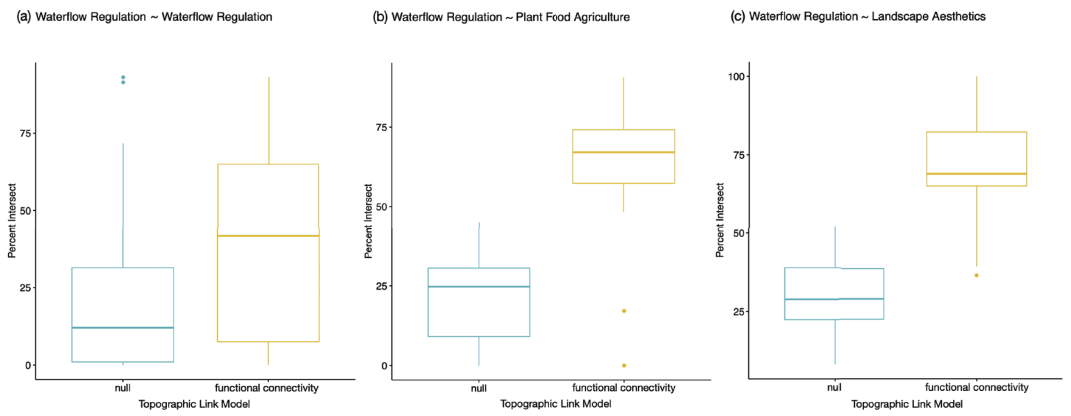 (a) Waterflow Regulation ~ Waterflow Regulation
Percent Intersect
75
50
25
0
null
functional connectivity
Topographic Link Model
(b) Waterflow Regulation ~ Plant Food Agriculture
Percent Intersect
75
50
25
0
null
functional connectivity
Topographic Link Model
(c) Waterflow Regulation ~ Landscape Aesthetics
Percent Intersect
100
75
50
25
null
functional connectivity
Topographic Link Model